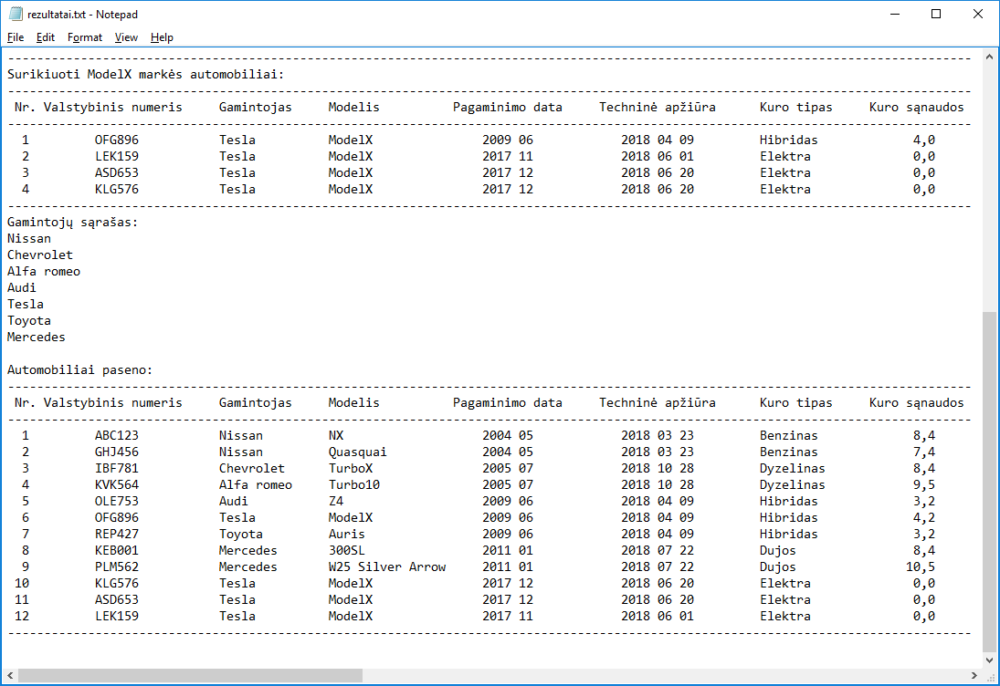 rezultatai.txt - Notepad
File Edit Format View Help
------------------------------------------------------------------------------------------------------------------------------------
Surikiuoti ModelX markės automobiliai:
------------------------------------------------------------------------------------------------------------------------------------
Nr. Valstybinis numeris Gamintojas Modelis Pagaminimo data Techninė apžiūra Kuro tipas Kuro sąnaudos
------------------------------------------------------------------------------------------------------------------------------------
1 OFG896 Tesla ModelX 2009 06 2018 04 09 Hibridas 4,0
2 LEK159 Tesla ModelX 2017 11 2018 06 01 Elektra 0,0
3 ASD653 Tesla ModelX 2017 12 2018 06 20 Elektra 0,0
4 KLG576 Tesla ModelX 2017 12 2018 06 20 Elektra 0,0
------------------------------------------------------------------------------------------------------------------------------------
Gamintojų sąrašas:
Nissan
Chevrolet
Alfa romeo
Audi
Tesla
Toyota
Mercedes
Automobiliai paseno:
------------------------------------------------------------------------------------------------------------------------------------
Nr. Valstybinis numeris Gamintojas Modelis Pagaminimo data Techninė apžiūra Kuro tipas Kuro sąnaudos
------------------------------------------------------------------------------------------------------------------------------------
1 ABC123 Nissan NX 2004 05 2018 03 23 Benzinas 8,4
2 GHJ456 Nissan Quasquai 2004 05 2018 03 23 Benzinas 7,4
3 IBF781 Chevrolet TurboX 2005 07 2018 10 28 Dyzelinas 8,4
4 KVK564 Alfa romeo Turbo10 2005 07 2018 10 28 Dyzelinas 9,5
5 OLE753 Audi Z4 2009 06 2018 04 09 Hibridas 3,2
6 OFG896 Tesla ModelX 2009 06 2018 04 09 Hibridas 4,2
7 REP427 Toyota Auris 2009 06 2018 04 09 Hibridas 3,2
8 KEB001 Mercedes 300SL 2011 01 2018 07 22 Dujos 8,4
9 PLM562 Mercedes W25 Silver Arrow 2011 01 2018 07 22 Dujos 10,5
10 KLG576 Tesla ModelX 2017 12 2018 06 20 Elektra 0,0
11 ASD653 Tesla ModelX 2017 12 2018 06 20 Elektra 0,0
12 LEK159 Tesla ModelX 2017 11 2018 06 01 Elektra 0,0
------------------------------------------------------------------------------------------------------------------------------------